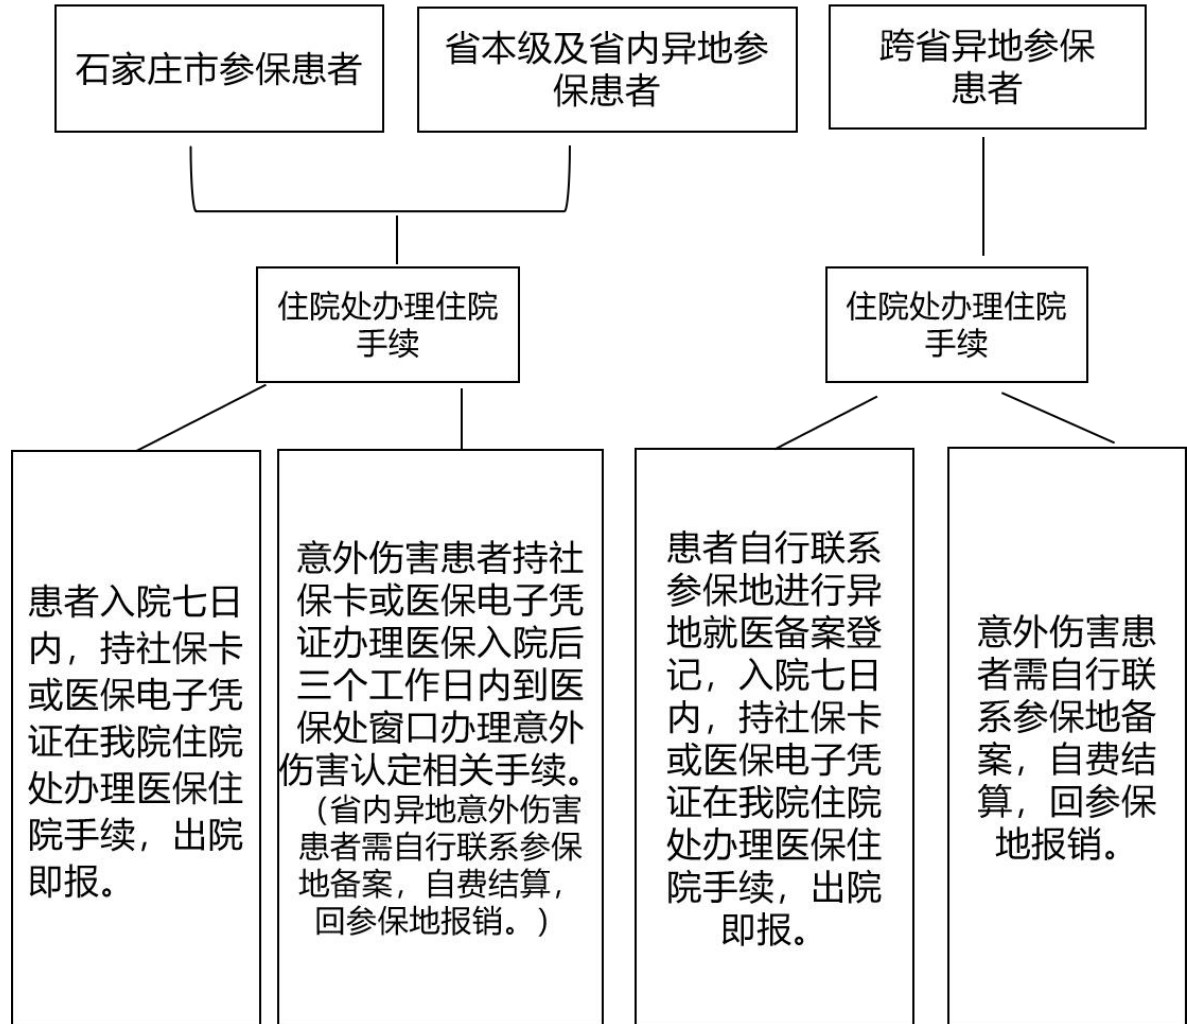 石家庄市参保患者
省本级及省内异地参
保患者
跨省异地参保
患者
住院处办理住院
手续
住院处办理住院
手续
患者入院七日
内，持社保卡
或医保电子凭
证在我院住院
处办理医保住
院手续，出院
即报。
意外伤害患者持社
保卡或医保电子凭
证办理医保入院后
三个工作日内到医
保处窗口办理意外
伤害认定相关手续。
（省内异地意外伤害
患者需自行联系参保
地备案，自费结算，
回参保地报销。）
患者自行联系
参保地进行异
地就医备案登
记，入院七日
内，持社保卡
或医保电子凭
证在我院住院
处办理医保住
院手续，出院
即报。
意外伤害患
者需自行联
系参保地备
案，自费结
算，回参保
地报销。